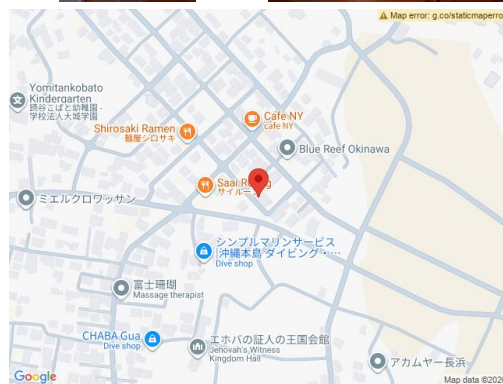 Map error: g.co/staticmaperro
Yomitankobato
Kindergarten
読谷こばと幼稚園 -
学校法人大城学園
Cafe NY
cafe NY
Shirosaki Ramen
麺屋シロサキ
Blue Reef Okinawa
Saai
サイルー
ミエルクロワッサン
シンプルマリンサービス
沖縄本島 ダイビング・…
Dive shop
富士珊瑚
Massage therapist
CHABA Gua
Dive shop
エホバの証人の王国会館
Jehovah's Witness
Kingdom Hall
アカムヤー長浜
Google
Map data ©202